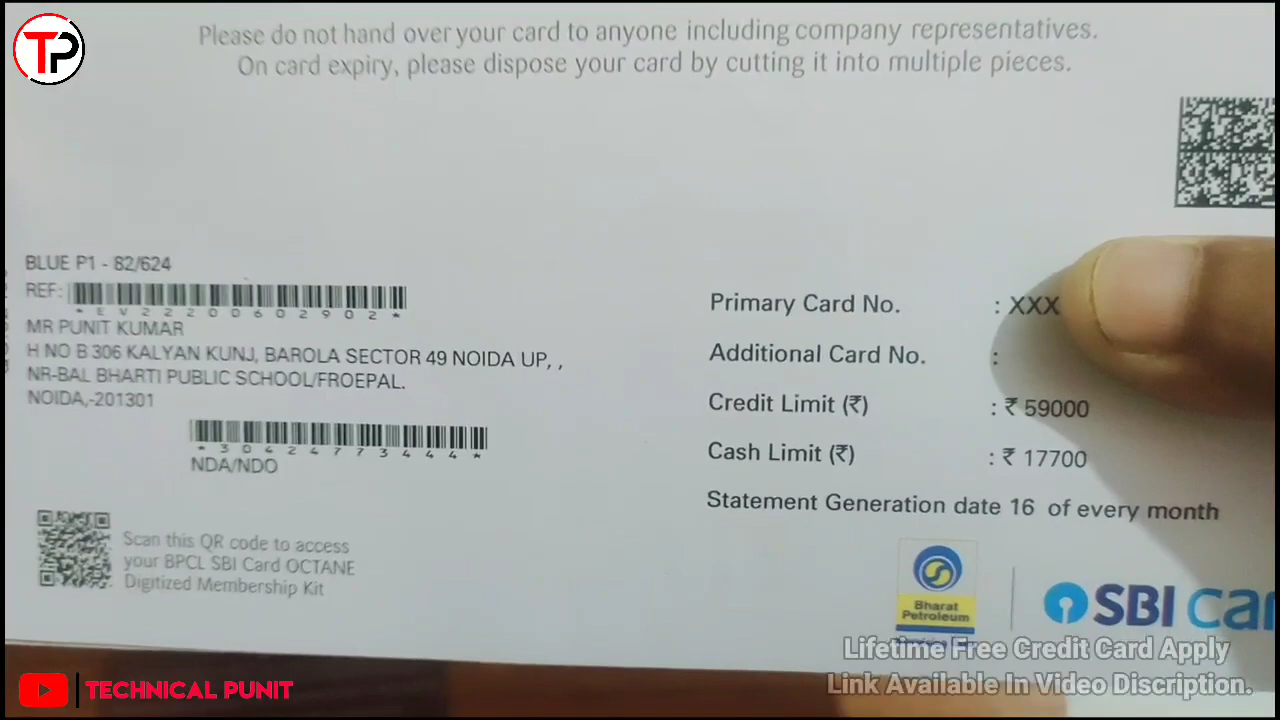 TP
Please do not hand over your card to anyone including company representatives.
On card expiry, please dispose your card by cutting it into multiple pieces.
BLUE P1 - 82/624
REF:
*EV22200602902*
MR PUNIT KUMAR
H NO B 306 KALYAN KUNJ, BAROLA SECTOR 49 NOIDA UP, ,
NR-BAL BHARTI PUBLIC SCHOOL/FROEPAL.
NOIDA,-201301
*30424773444*
NDA/NDO
Scan this QR code to access
your BPCL SBI Card OCTANE
Digitized Membership Kit
Primary Card No. : XXX
Additional Card No. :
Credit Limit (₹) : ₹ 59000
Cash Limit (₹) : ₹ 17700
Statement Generation date 16 of every month
Bharat
Petroleum
SBI Car
Lifetime Free Credit Card Apply
Link Available In Video Discription.
TECHNICAL PUNIT